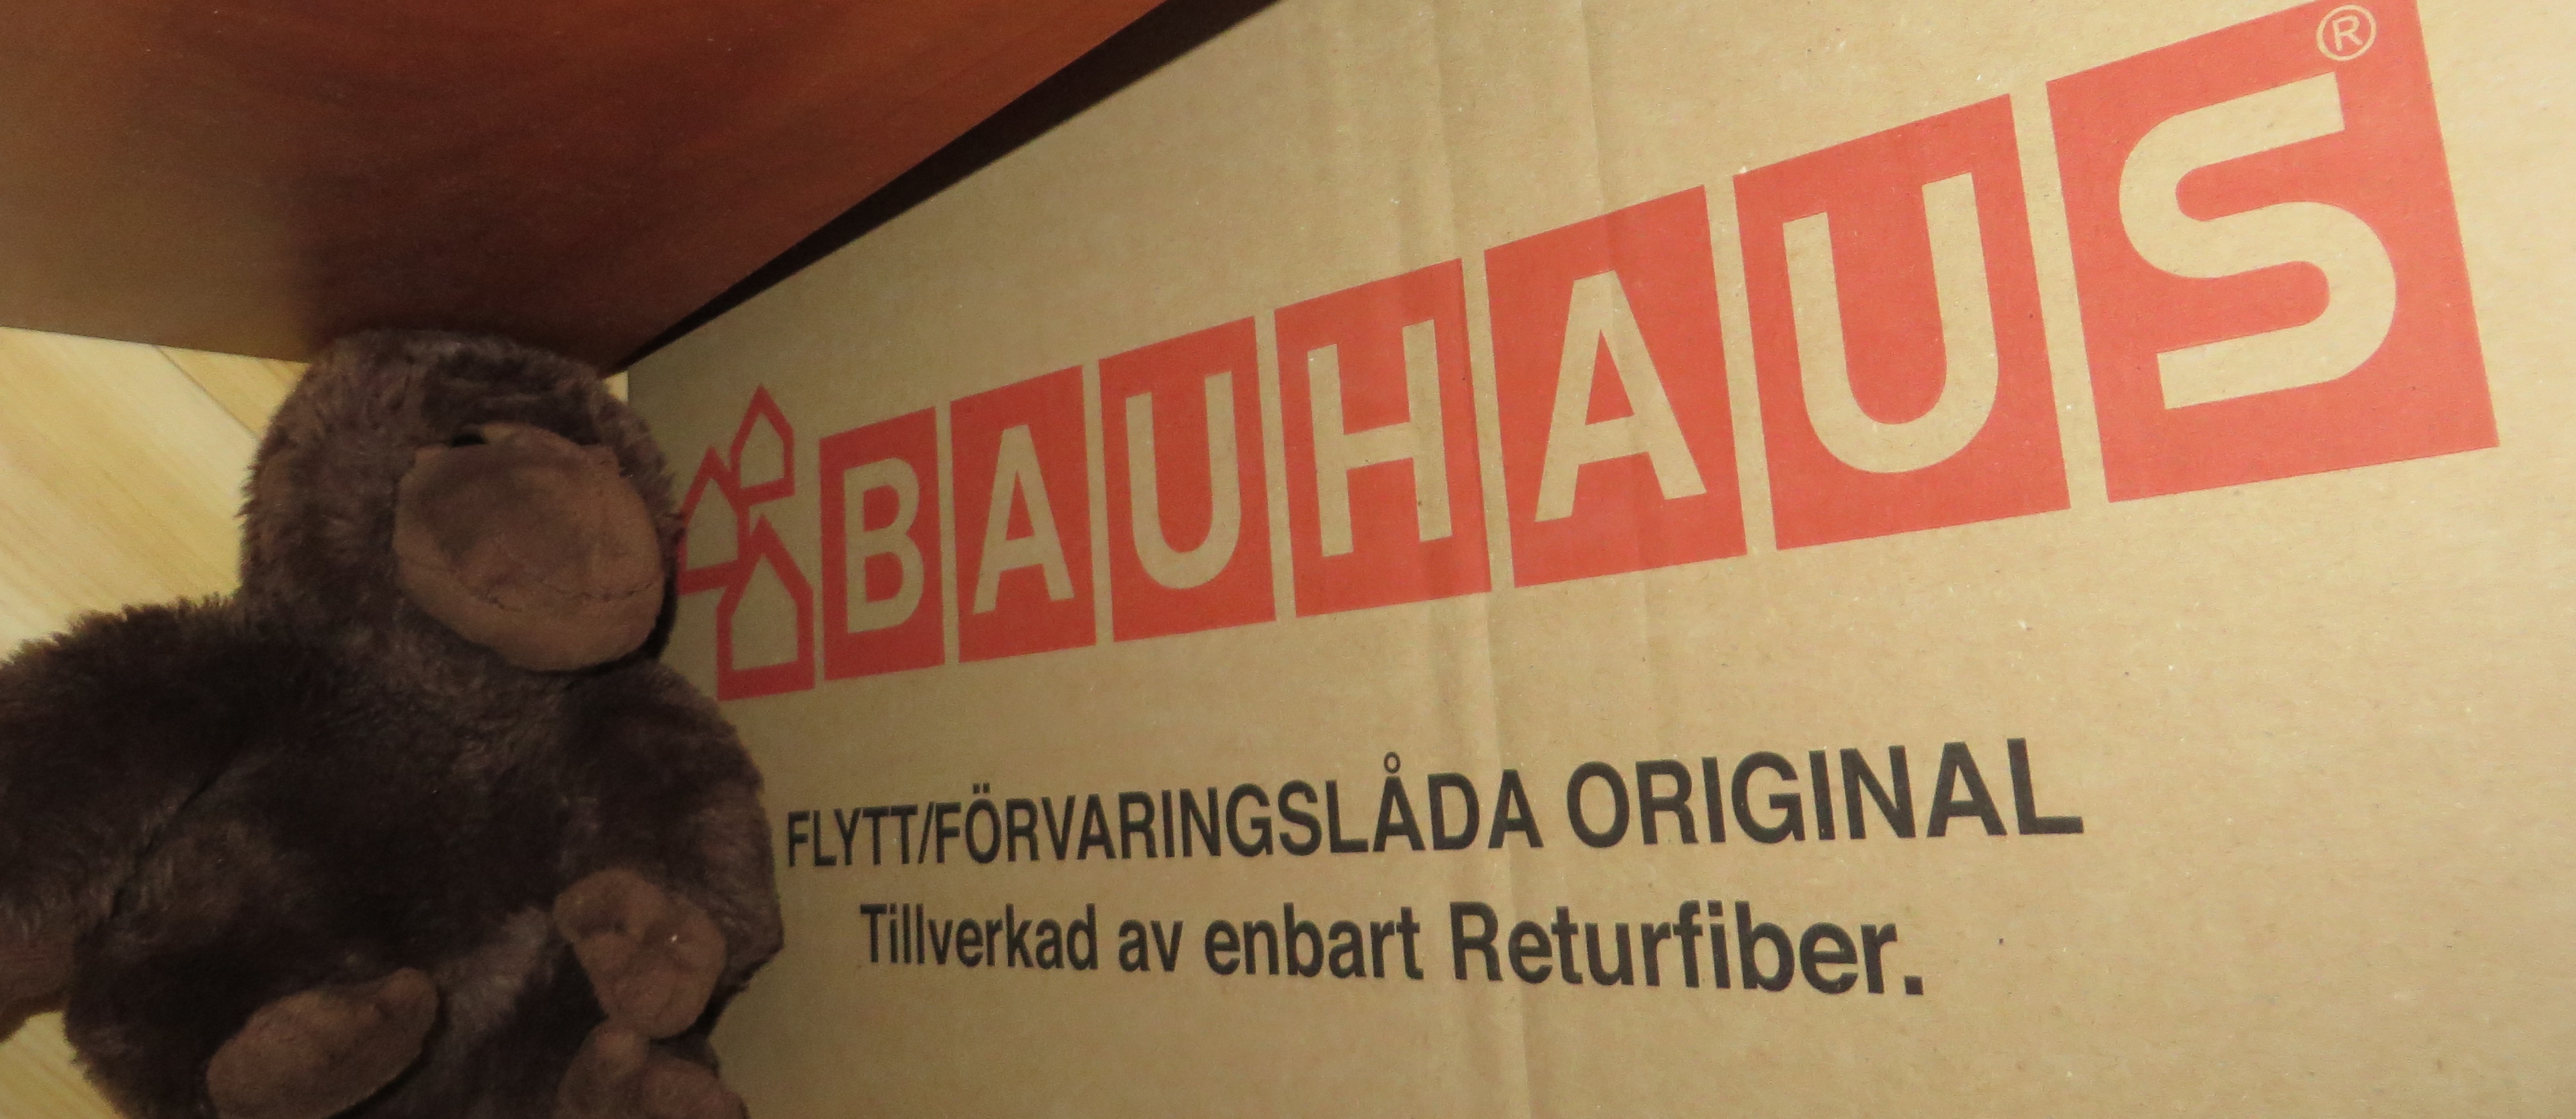 BAUHAUS®
FLYTT/FÖRVARINGSLÅDA ORIGINAL
Tillverkad av enbart Returfiber.